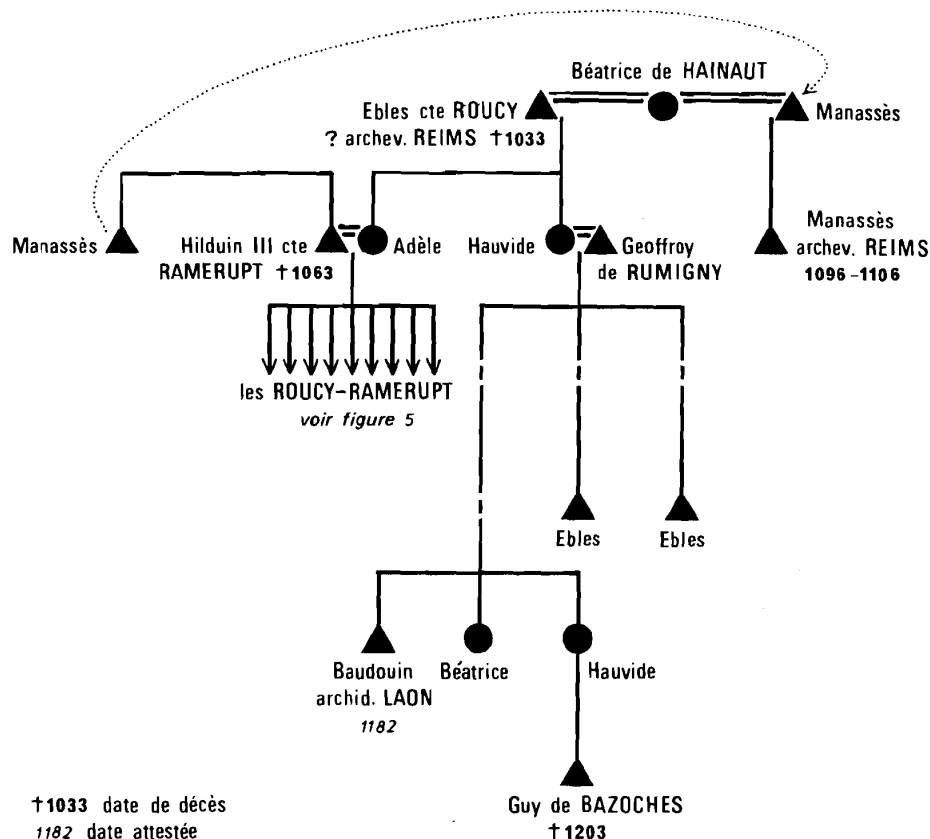 Béatrice de HAINAUT
Ebles cte ROUCY
? archev. REIMS †1033
Manassès
Manassès
Hilduin III cte
RAMERUPT †1063
Adèle
Hauvide
Geoffroy
de RUMIGNY
Manassès
archev. REIMS
1096-1106
les ROUCY-RAMERUPT
voir figure 5
Ebles
Ebles
Baudouin
archid. LAON
1182
Béatrice
Hauvide
Guy de BAZOCHES
†1203
†1033 date de décès
1182 date attestée